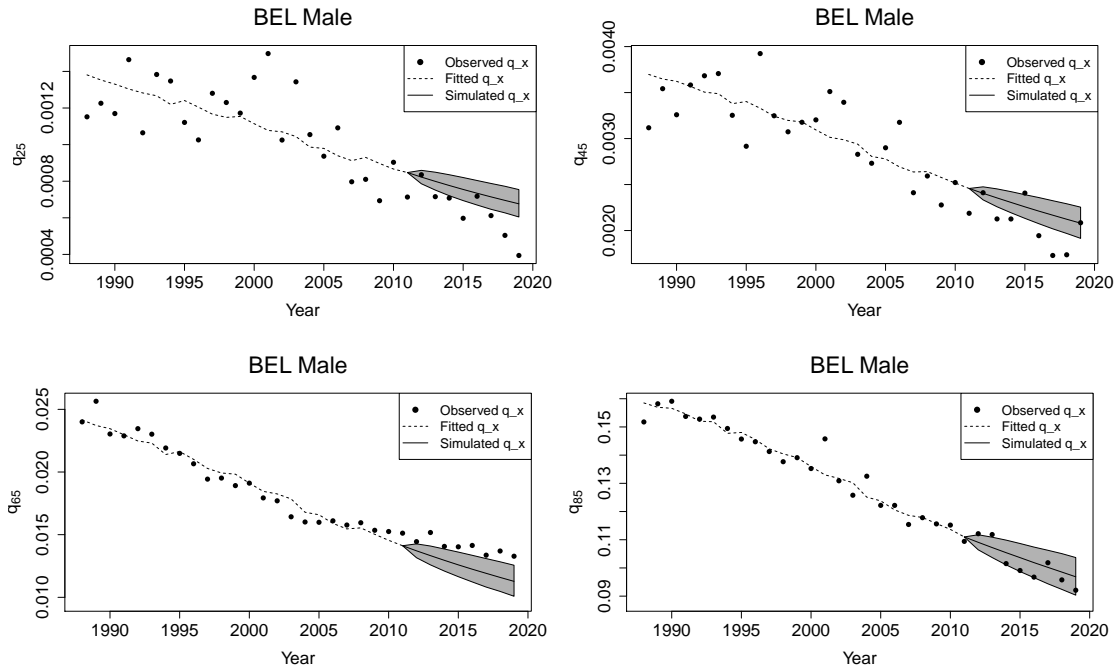 BEL Male
Observed q_x
Fitted q_x
Simulated q_x
q25
0.0004 0.0008 0.0012
1990 1995 2000 2005 2010 2015 2020
Year
BEL Male
Observed q_x
Fitted q_x
Simulated q_x
q45
0.0020 0.0030 0.0040
1990 1995 2000 2005 2010 2015 2020
Year
BEL Male
Observed q_x
Fitted q_x
Simulated q_x
q65
0.010 0.015 0.020 0.025
1990 1995 2000 2005 2010 2015 2020
Year
BEL Male
Observed q_x
Fitted q_x
Simulated q_x
q85
0.09 0.11 0.13 0.15
1990 1995 2000 2005 2010 2015 2020
Year